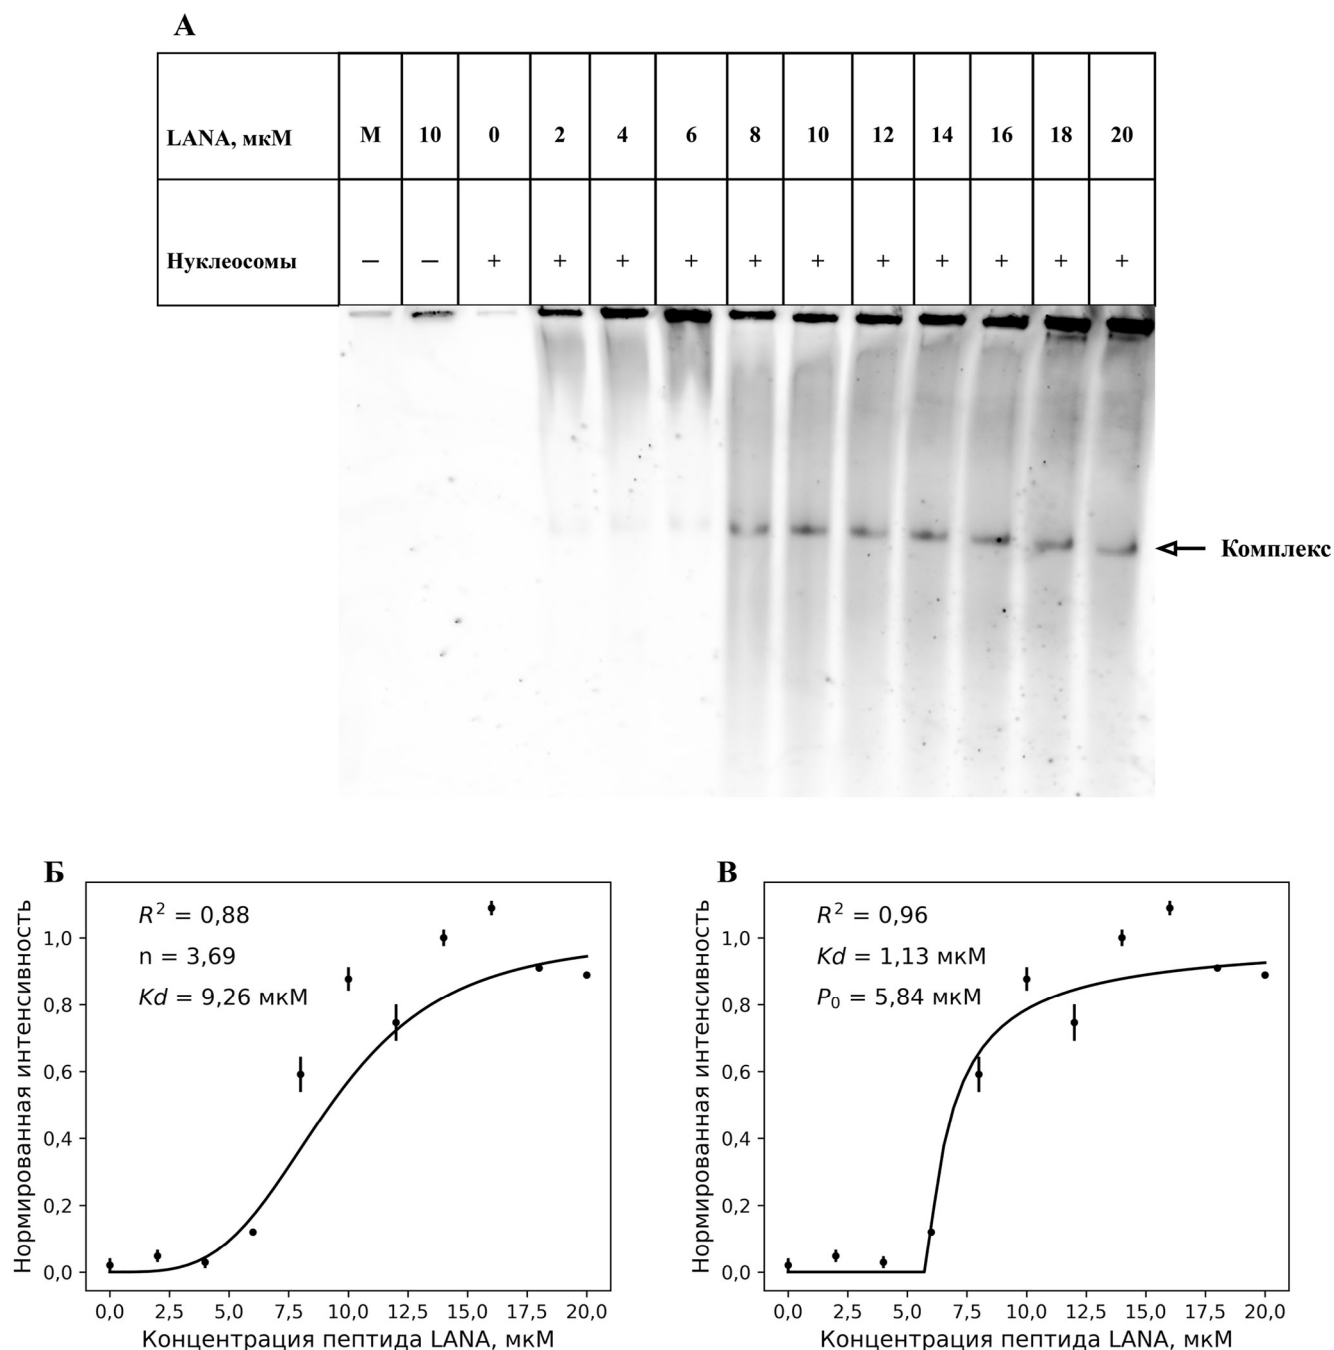 А
LANA, мкМ M 10 0 2 4 6 8 10 12 14 16 18 20
Нуклеосомы – – + + + + + + + + + + +
Комплекс
Б
Нормированная интенсивность
1,0
0,8
0,6
0,4
0,2
0,0
R² = 0,88
n = 3,69
Kd = 9,26 мкМ
0,0 2,5 5,0 7,5 10,0 12,5 15,0 17,5 20,0
Концентрация пептида LANA, мкМ
В
Нормированная интенсивность
1,0
0,8
0,6
0,4
0,2
0,0
R² = 0,96
Kd = 1,13 мкМ
P₀ = 5,84 мкМ
0,0 2,5 5,0 7,5 10,0 12,5 15,0 17,5 20,0
Концентрация пептида LANA, мкМ